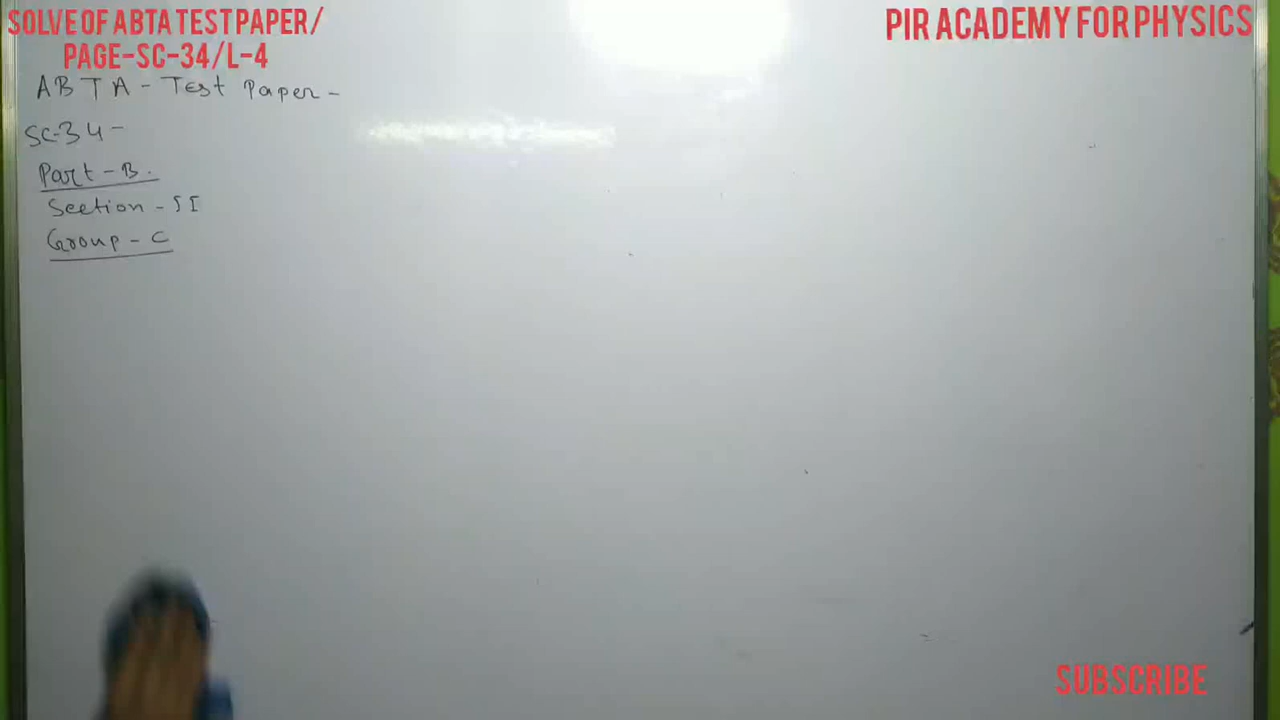 SOLVE OF ABTA TEST PAPER/
PAGE-SC-34/L-4
PIR ACADEMY FOR PHYSICS
ABTA - Test Paper -
SC-34 -
Part - B.
Section - II
Group - C
SUBSCRIBE